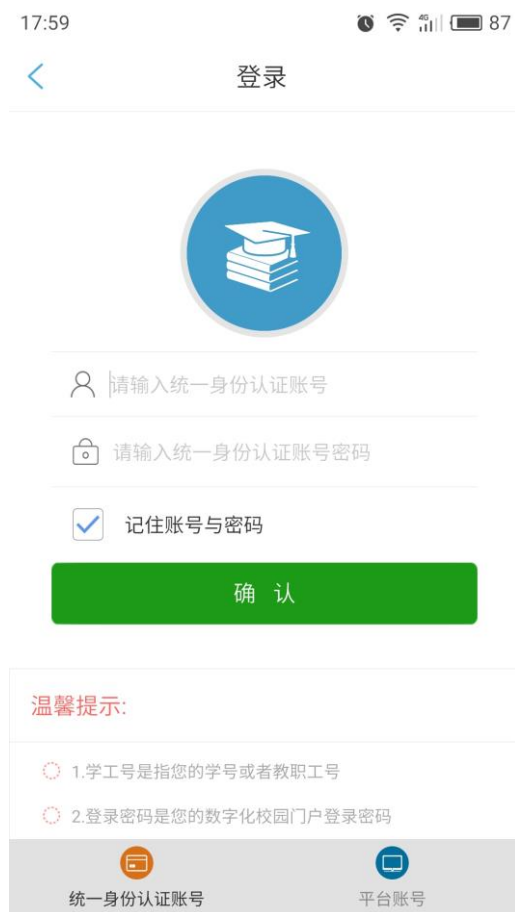 17:59
4G
87
登录
请输入统一身份认证账号
请输入统一身份认证账号密码
记住账号与密码
确 认
温馨提示:
1.学工号是指您的学号或者教职工号
2.登录密码是您的数字化校园门户登录密码
统一身份认证账号
平台账号